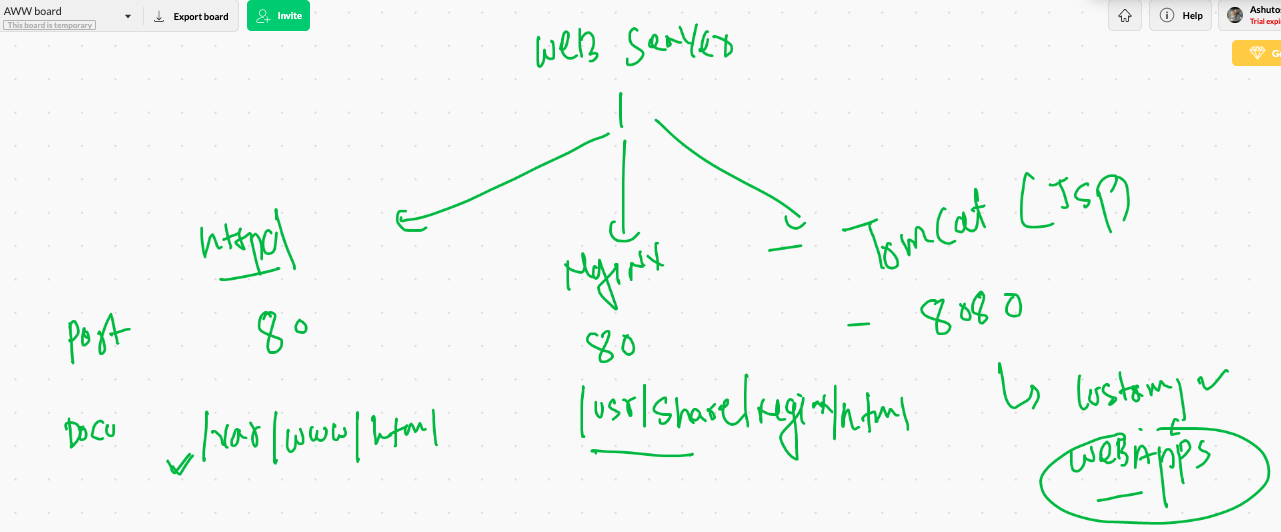 AWW board
This board is temporary
Export board
Invite
Help
Ashuto
Trial expi
G
WEB Server
httpd
Nginx
— TomCat (JSP)
Port 80 80 — 8080
Docu /var/www/html /usr/share/nginx/html custom
WEBApps